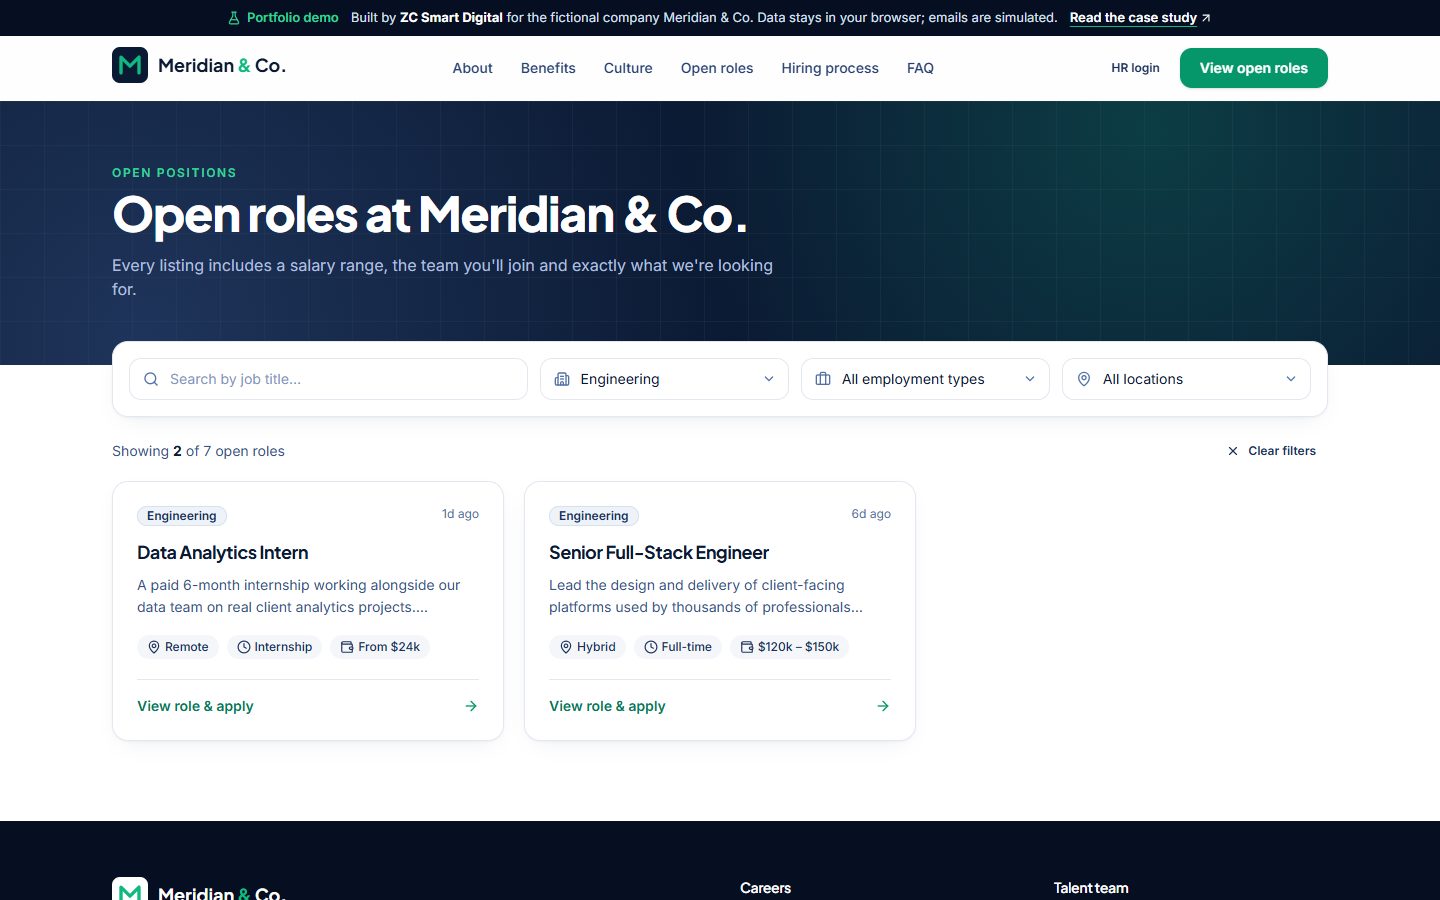 Portfolio demo Built by ZC Smart Digital for the fictional company Meridian & Co. Data stays in your browser; emails are simulated. Read the case study
Meridian & Co. About Benefits Culture Open roles Hiring process FAQ HR login View open roles
OPEN POSITIONS
Open roles at Meridian & Co.
Every listing includes a salary range, the team you'll join and exactly what we're looking
for.
Search by job title... Engineering All employment types All locations
Showing 2 of 7 open roles Clear filters
Engineering 1d ago
Data Analytics Intern
A paid 6-month internship working alongside our
data team on real client analytics projects....
Remote Internship From $24k
View role & apply
Engineering 6d ago
Senior Full-Stack Engineer
Lead the design and delivery of client-facing
platforms used by thousands of professionals...
Hybrid Full-time $120k – $150k
View role & apply
Meridian & Co. Careers Talent team